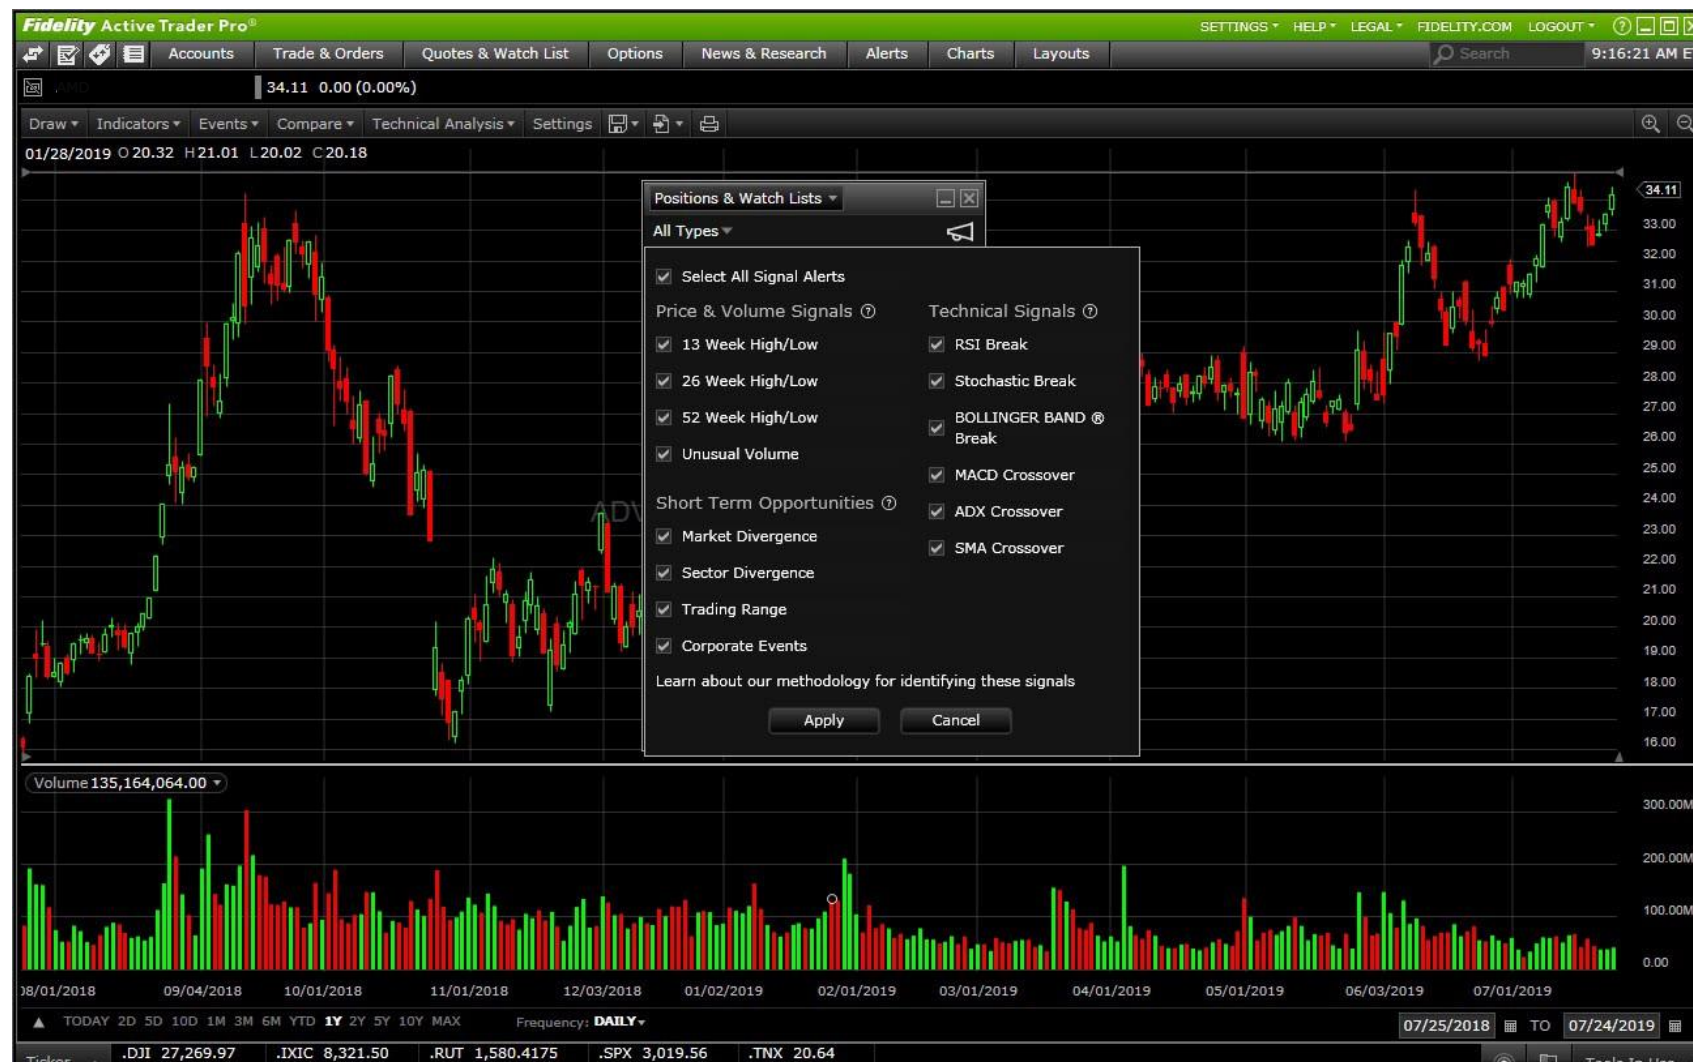 Fidelity Active Trader Pro® SETTINGS HELP LEGAL FIDELITY.COM LOGOUT
Accounts Trade & Orders Quotes & Watch List Options News & Research Alerts Charts Layouts Search 9:16:21 AM E
AMD 34.11 0.00 (0.00%)
Draw Indicators Events Compare Technical Analysis Settings
01/28/2019 O 20.32 H 21.01 L 20.02 C 20.18
Positions & Watch Lists
All Types
Select All Signal Alerts
Price & Volume Signals
13 Week High/Low
26 Week High/Low
52 Week High/Low
Unusual Volume
Short Term Opportunities
Market Divergence
Sector Divergence
Trading Range
Corporate Events
Technical Signals
RSI Break
Stochastic Break
BOLLINGER BAND ®
Break
MACD Crossover
ADX Crossover
SMA Crossover
Learn about our methodology for identifying these signals
Apply Cancel
ADV
34.11
33.00
32.00
31.00
30.00
29.00
28.00
27.00
26.00
25.00
24.00
23.00
22.00
21.00
20.00
19.00
18.00
17.00
16.00
Volume 135,164,064.00
300.00M
200.00M
100.00M
0.00
08/01/2018 09/04/2018 10/01/2018 11/01/2018 12/03/2018 01/02/2019 02/01/2019 03/01/2019 04/01/2019 05/01/2019 06/03/2019 07/01/2019
TODAY 2D 5D 10D 1M 3M 6M YTD 1Y 2Y 5Y 10Y MAX Frequency: DAILY 07/25/2018 TO 07/24/2019
Ticker .DJI 27,269.97 .IXIC 8,321.50 .RUT 1,580.4175 .SPX 3,019.56 .TNX 20.64 Tools In Use